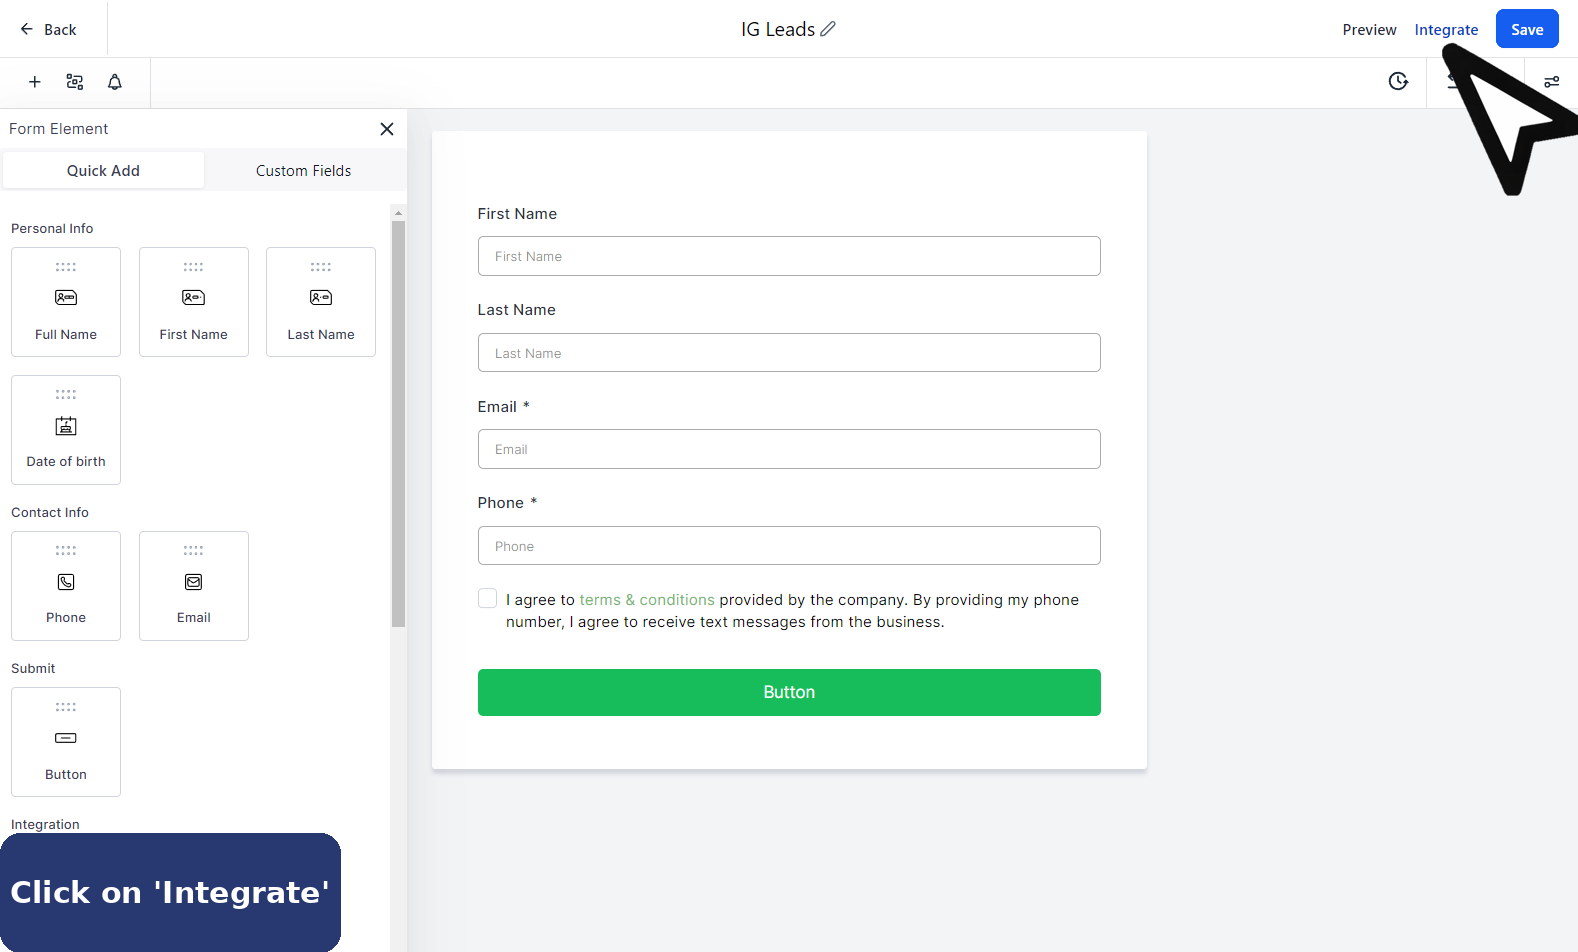 Back
IG Leads
Preview
Integrate
Save
Form Element
Quick Add
Custom Fields
Personal Info
Full Name
First Name
Last Name
Date of birth
Contact Info
Phone
Email
Submit
Button
Integration
Click on 'Integrate'
First Name
First Name
Last Name
Last Name
Email *
Email
Phone *
Phone
I agree to terms & conditions provided by the company. By providing my phone
number, I agree to receive text messages from the business.
Button